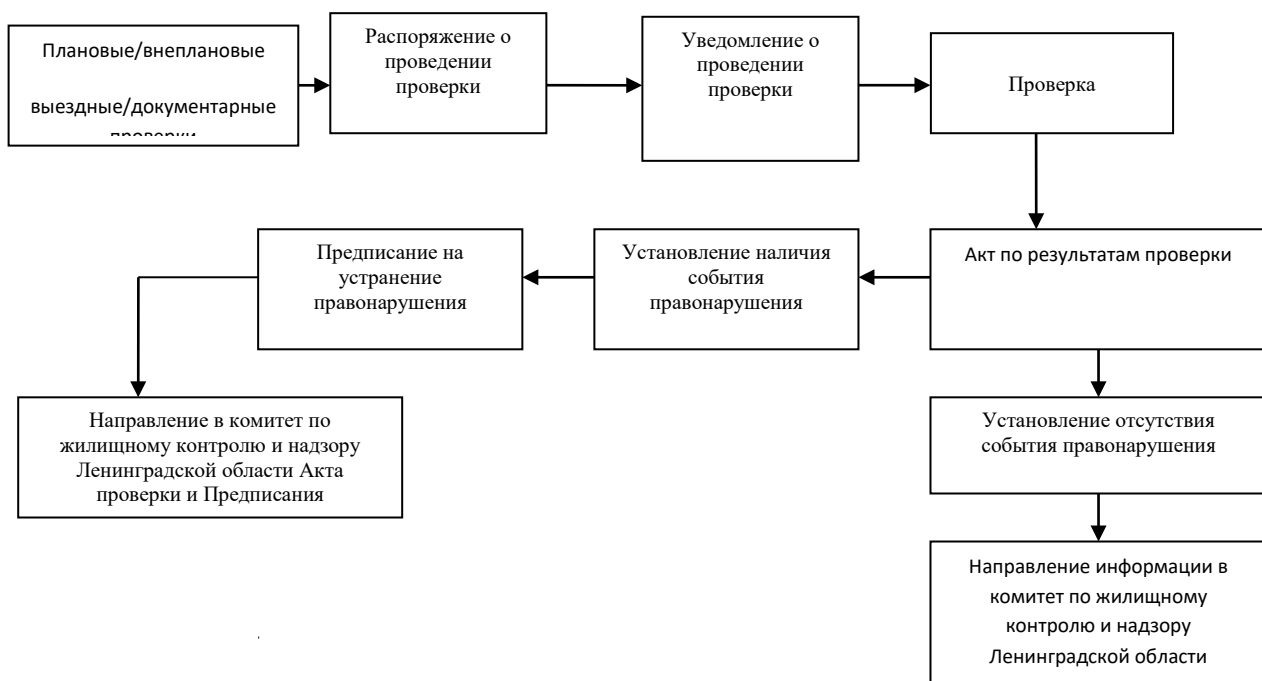 Плановые/внеплановые
выездные/документарные
проверки
Распоряжение о
проведении
проверки
Уведомление о
проведении
проверки
Проверка
Предписание на
устранение
правонарушения
Установление наличия
события
правонарушения
Акт по результатам проверки
Направление в комитет по
жилищному контролю и надзору
Ленинградской области Акта
проверки и Предписания
Установление отсутствия
события правонарушения
Направление информации в
комитет по жилищному
контролю и надзору
Ленинградской области